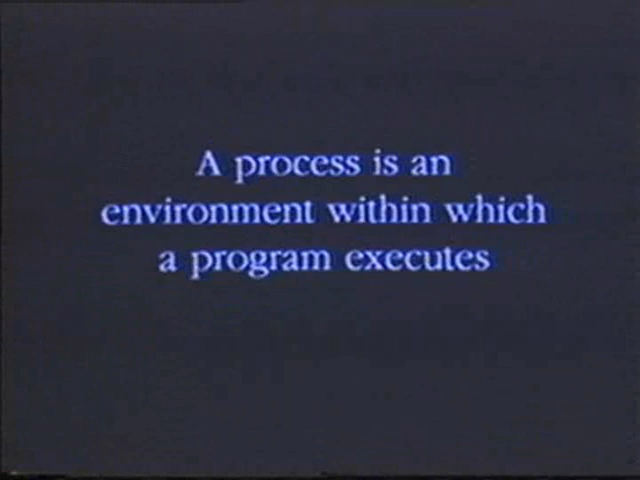 A process is an
environment within which
a program executes